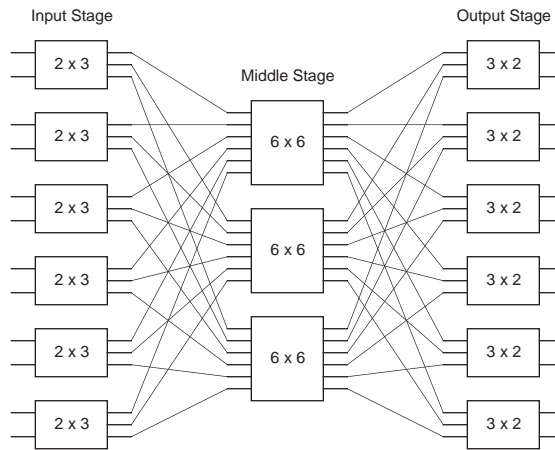 Input Stage
Output Stage
Middle Stage
2 x 3
2 x 3
2 x 3
2 x 3
2 x 3
2 x 3
6 x 6
6 x 6
6 x 6
3 x 2
3 x 2
3 x 2
3 x 2
3 x 2
3 x 2